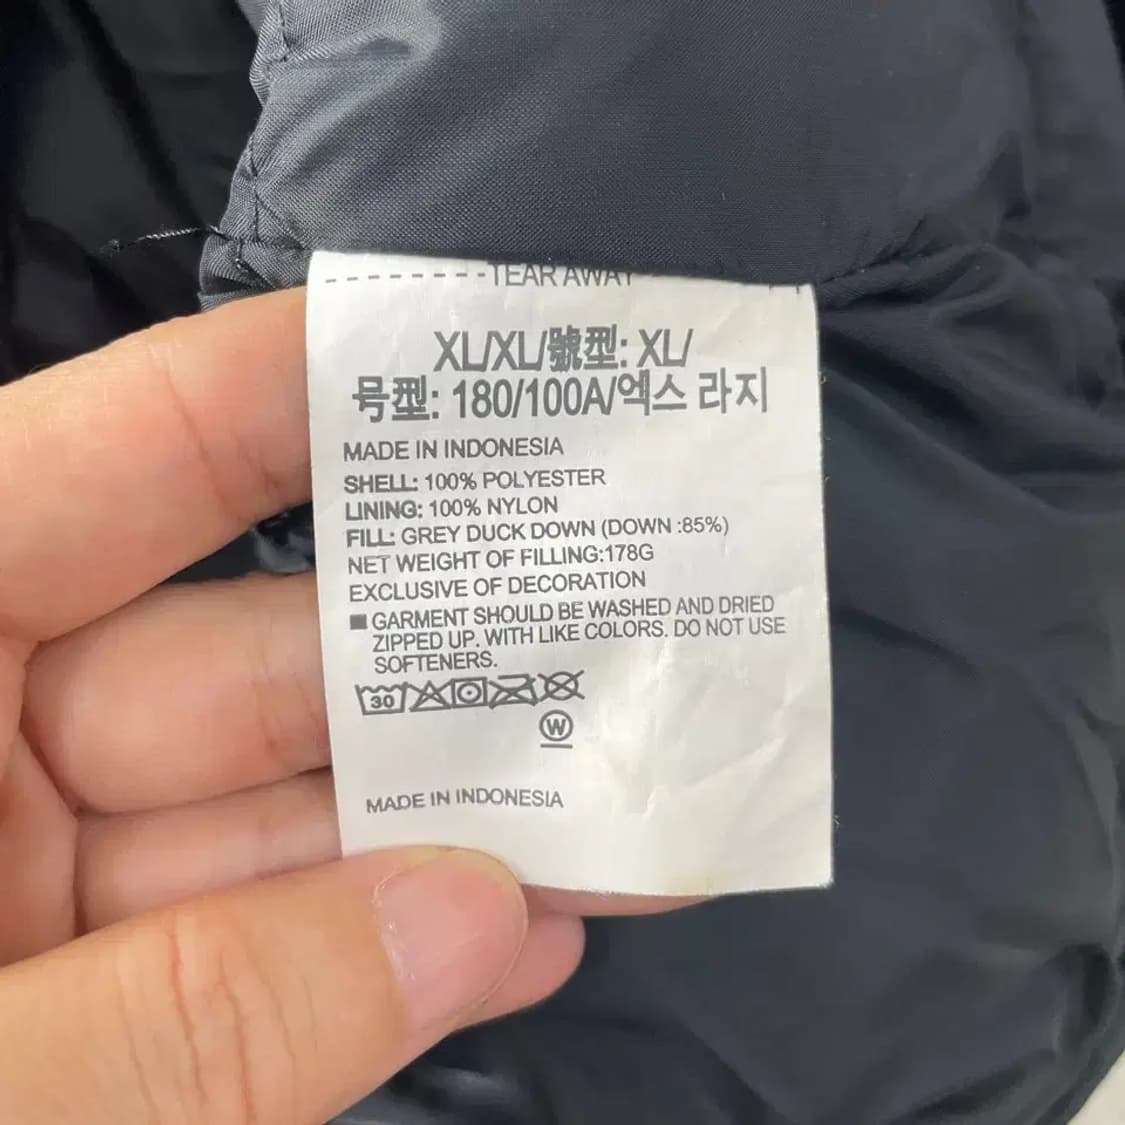 --------TEAR AWAY
XL/XL/號型: XL/
号型: 180/100A/엑스 라지
MADE IN INDONESIA
SHELL: 100% POLYESTER
LINING: 100% NYLON
FILL: GREY DUCK DOWN (DOWN :85%)
NET WEIGHT OF FILLING:178G
EXCLUSIVE OF DECORATION
■ GARMENT SHOULD BE WASHED AND DRIED
ZIPPED UP. WITH LIKE COLORS. DO NOT USE
SOFTENERS.
30
W
MADE IN INDONESIA